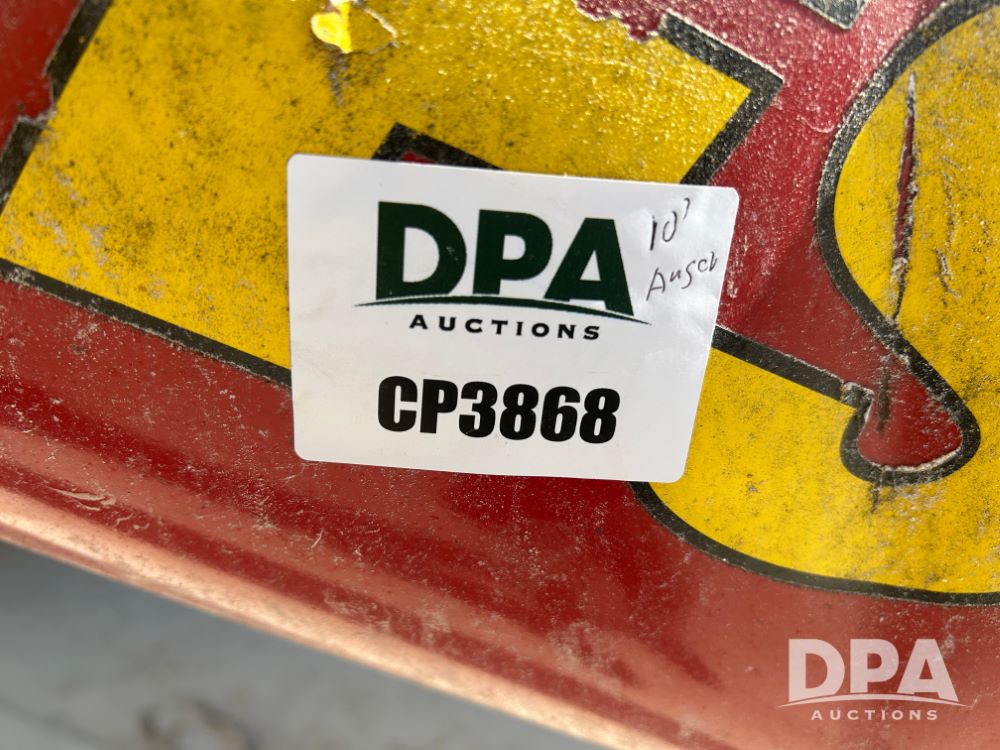 DPA
AUCTIONS
10'
Auger
CP3868
DPA
AUCTIONS